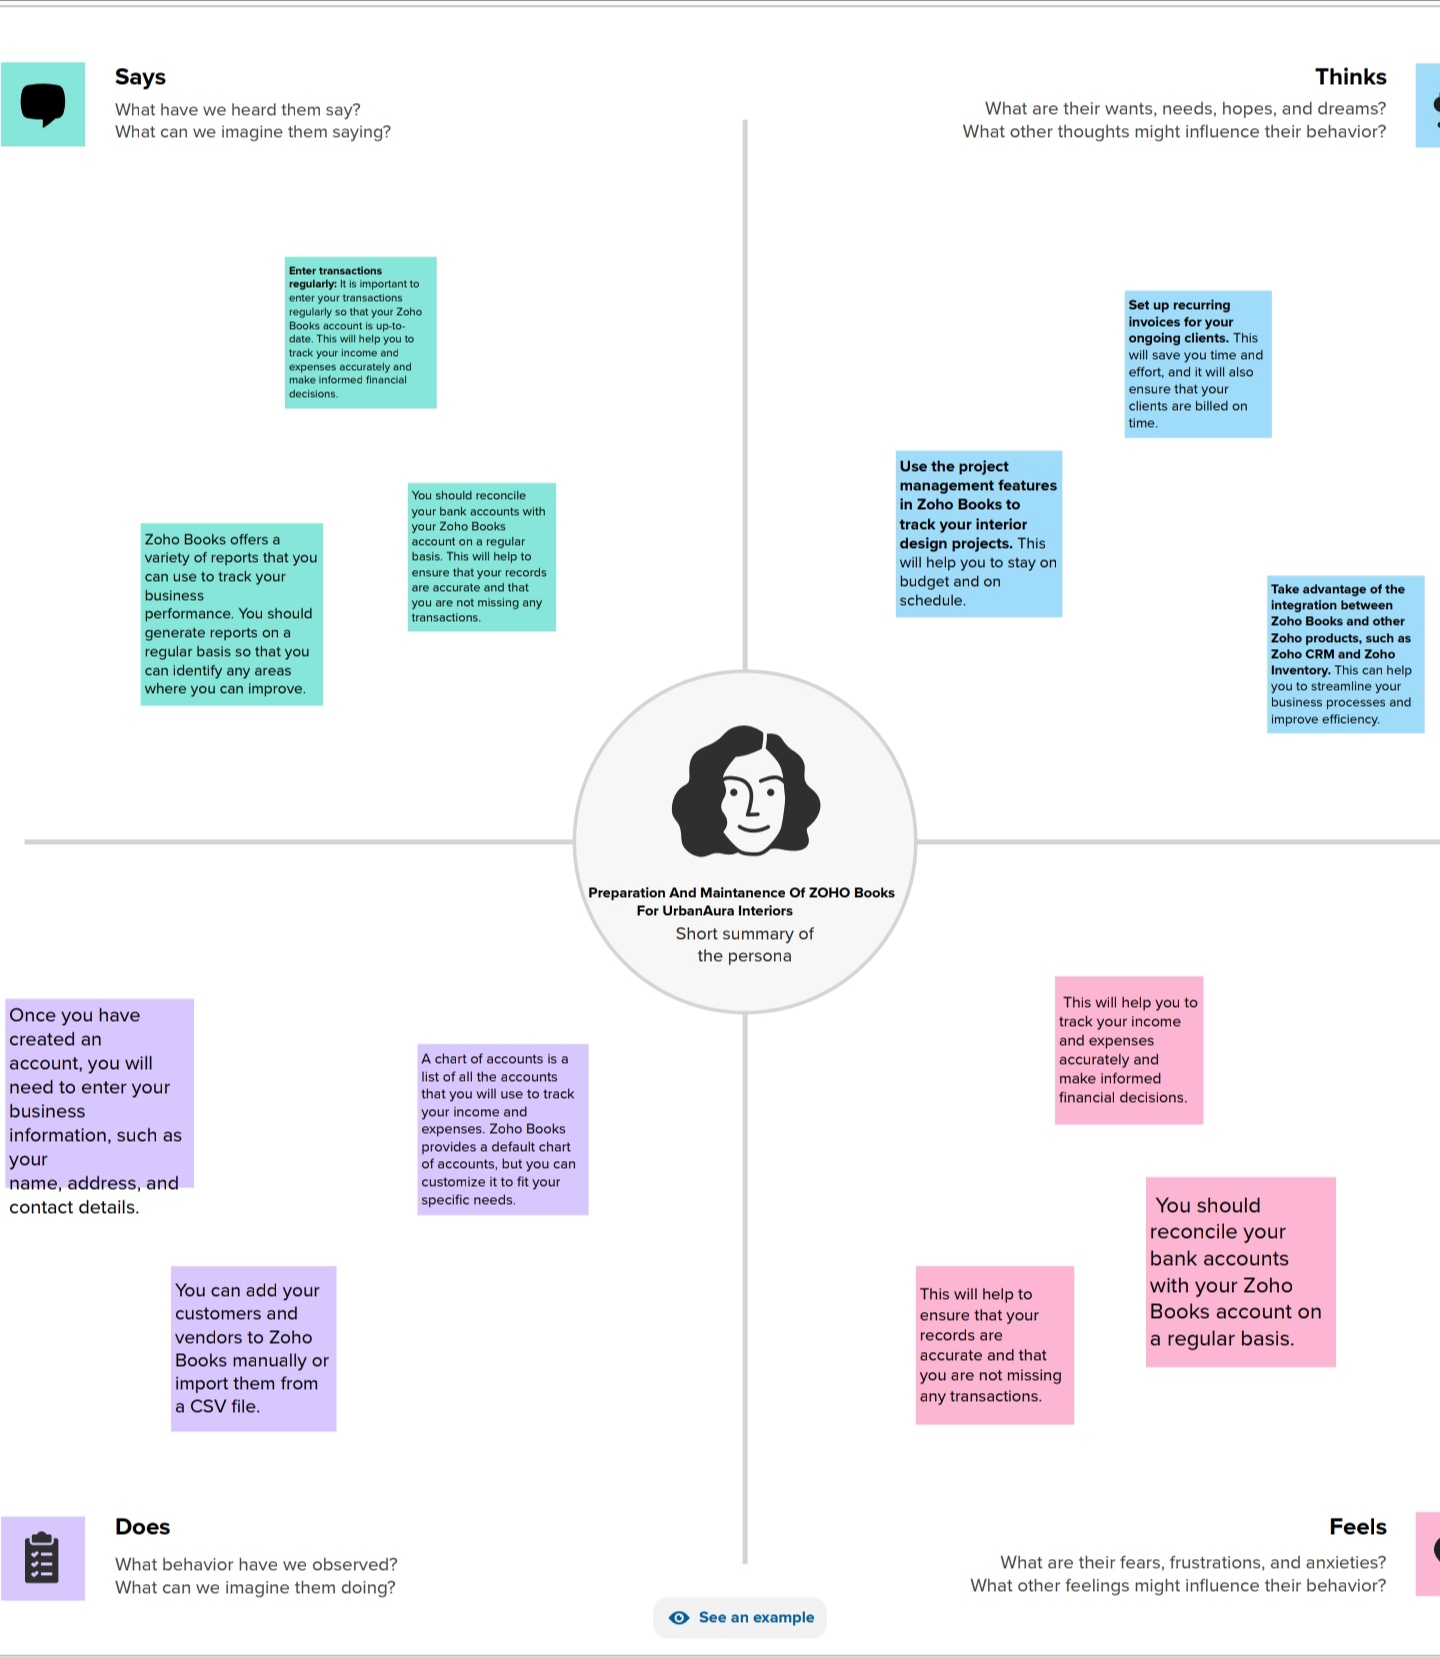 Says
What have we heard them say?
What can we imagine them saying?
Thinks
What are their wants, needs, hopes, and dreams?
What other thoughts might influence their behavior?
Enter transactions
regularly: It is important to
enter your transactions
regularly so that your Zoho
Books account is up-to-
date. This will help you to
track your income and
expenses accurately and
make informed financial
decisions.
You should reconcile
your bank accounts with
your Zoho Books
account on a regular
basis. This will help to
ensure that your records
are accurate and that
you are not missing any
transactions.
Zoho Books offers a
variety of reports that you
can use to track your
business
performance. You should
generate reports on a
regular basis so that you
can identify any areas
where you can improve.
Set up recurring
invoices for your
ongoing clients. This
will save you time and
effort, and it will also
ensure that your
clients are billed on
time.
Use the project
management features
in Zoho Books to
track your interior
design projects. This
will help you to stay on
budget and on
schedule.
Take advantage of the
integration between
Zoho Books and other
Zoho products, such as
Zoho CRM and Zoho
Inventory. This can help
you to streamline your
business processes and
improve efficiency.
Preparation And Maintanence Of ZOHO Books
For UrbanAura Interiors
Short summary of
the persona
Once you have
created an
account, you will
need to enter your
business
information, such as
your
name, address, and
contact details.
A chart of accounts is a
list of all the accounts
that you will use to track
your income and
expenses. Zoho Books
provides a default chart
of accounts, but you can
customize it to fit your
specific needs.
You can add your
customers and
vendors to Zoho
Books manually or
import them from
a CSV file.
This will help you to
track your income
and expenses
accurately and
make informed
financial decisions.
You should
reconcile your
bank accounts
with your Zoho
Books account on
a regular basis.
This will help to
ensure that your
records are
accurate and that
you are not missing
any transactions.
Does
What behavior have we observed?
What can we imagine them doing?
Feels
What are their fears, frustrations, and anxieties?
What other feelings might influence their behavior?
See an example